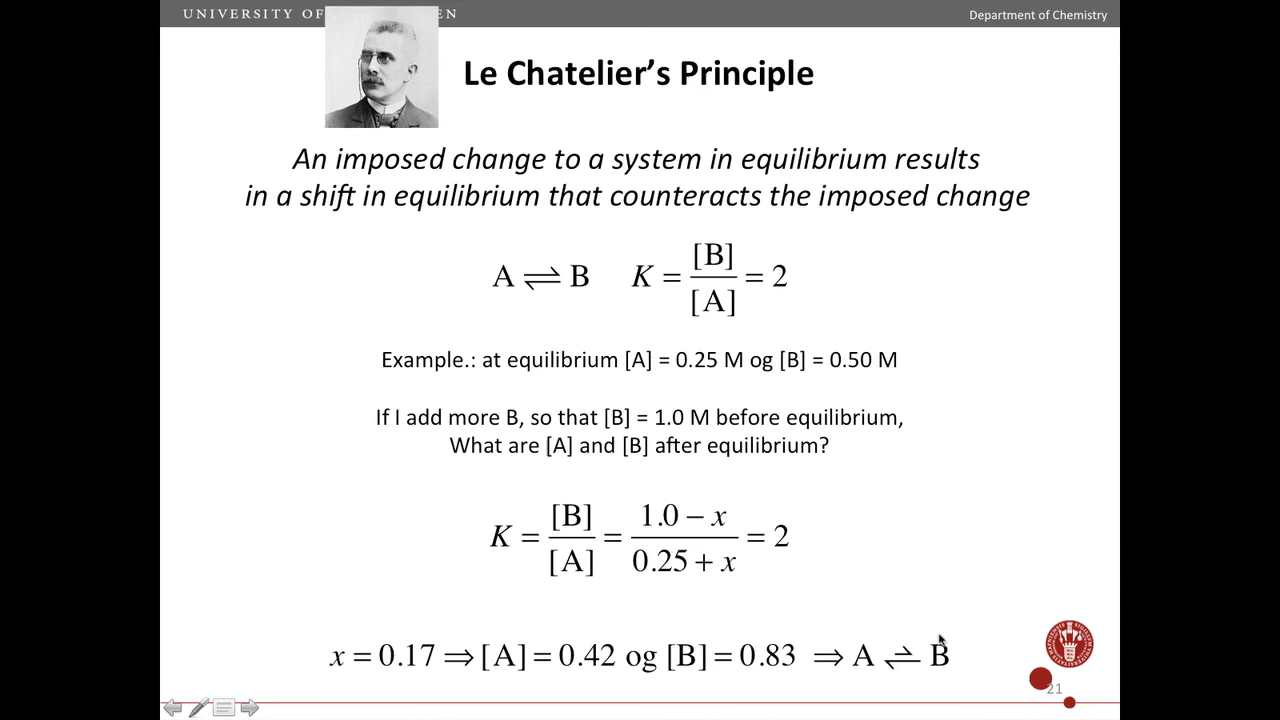 UNIVERSITY OF EN
Department of Chemistry
Le Chatelier’s Principle
An imposed change to a system in equilibrium results
in a shift in equilibrium that counteracts the imposed change
A ⇌ B K = [B]/[A] = 2
Example.: at equilibrium [A] = 0.25 M og [B] = 0.50 M
If I add more B, so that [B] = 1.0 M before equilibrium,
What are [A] and [B] after equilibrium?
K = [B]/[A] = (1.0 − x)/(0.25 + x) = 2
x = 0.17 ⇒ [A] = 0.42 og [B] = 0.83 ⇒ A ⇌ B
21